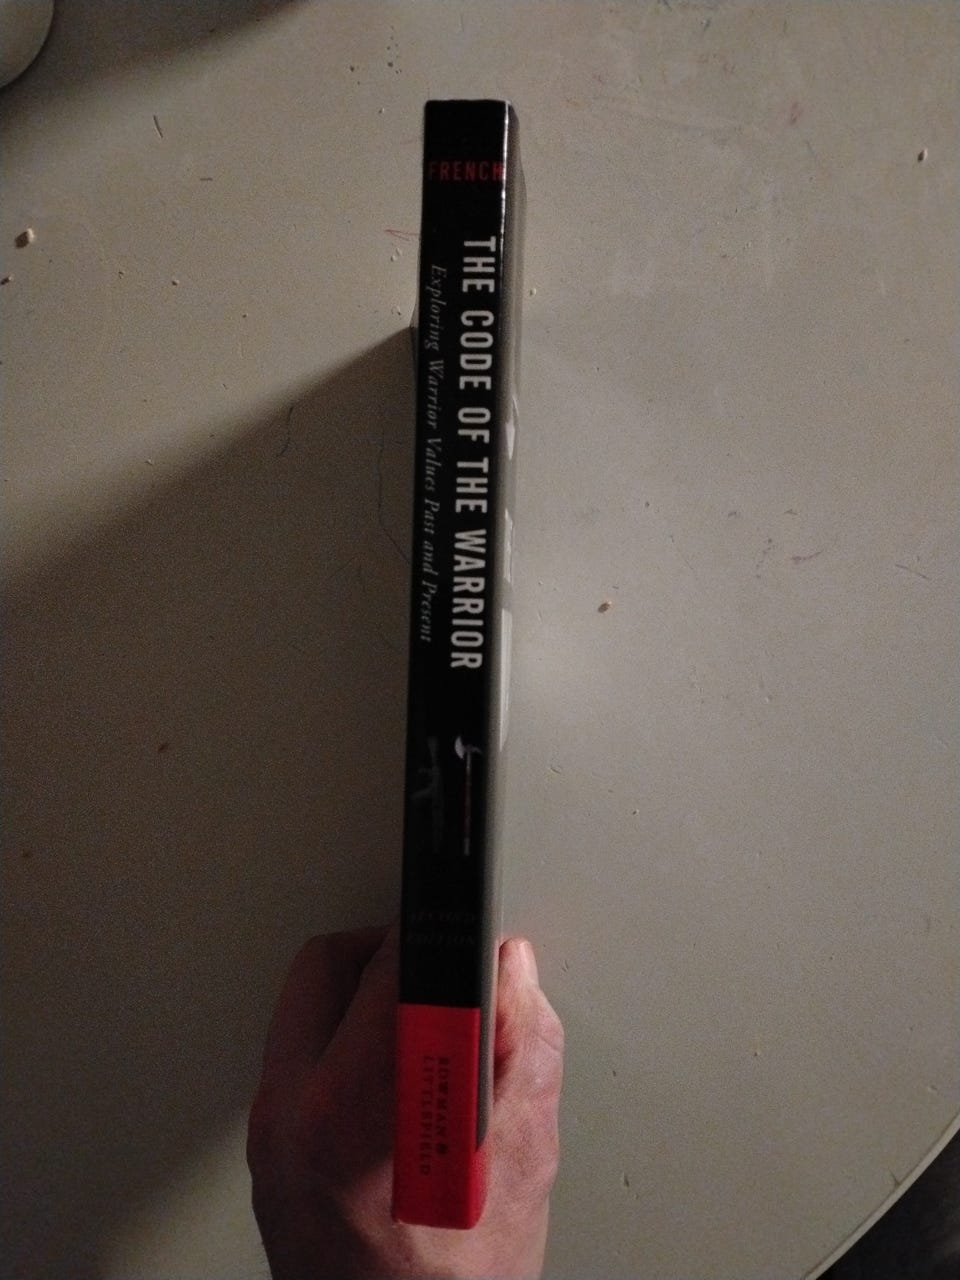 FRENCH
THE CODE OF THE WARRIOR
Exploring Warrior Values Past and Present
SECOND
EDITION
ROWMAN &
LITTLEFIELD